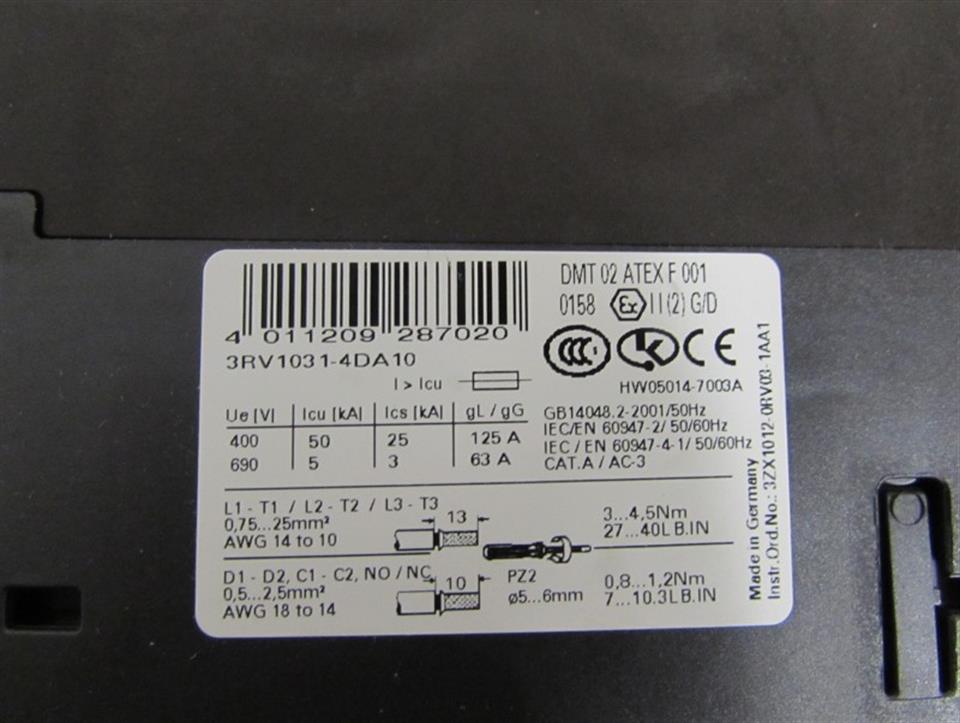 4 011209 287020
3RV1031-4DA10
I > Icu
DMT 02 ATEX F 001
0158 Ex II (2) G/D
CCC CE
HW05014-7003A
Ue [V] Icu [kA] Ics [kA] gL / gG
400 50 25 125 A
690 5 3 63 A
GB14048.2-2001/50Hz
IEC/EN 60947-2/ 50/60Hz
IEC / EN 60947-4-1/ 50/60Hz
CAT.A / AC-3
L1 - T1 / L2 - T2 / L3 - T3
0,75...25mm²
AWG 14 to 10
13
3...4,5Nm
27...40LB.IN
D1 - D2, C1 - C2, NO / NC
0,5...2,5mm²
AWG 18 to 14
10
PZ2
ø5...6mm
0,8...1,2Nm
7...10.3LB.IN
Made in Germany
Instr.Ord.No.: 3ZX1012-0RV03-1AA1